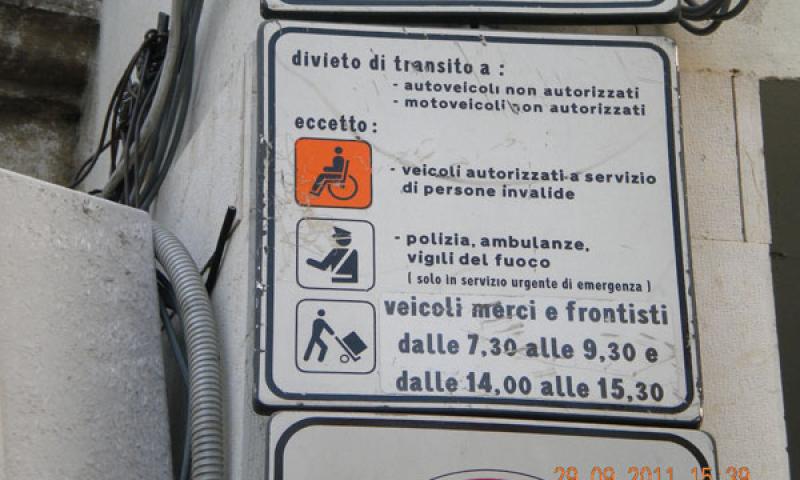 divieto di transito a :
- autoveicoli non autorizzati
- motoveicoli non autorizzati
eccetto :
- veicoli autorizzati a servizio
di persone invalide
- polizia, ambulanze,
vigili del fuoco
( solo in servizio urgente di emergenza )
veicoli merci e frontisti
dalle 7,30 alle 9,30 e
dalle 14,00 alle 15,30
29.09.2011 15:39